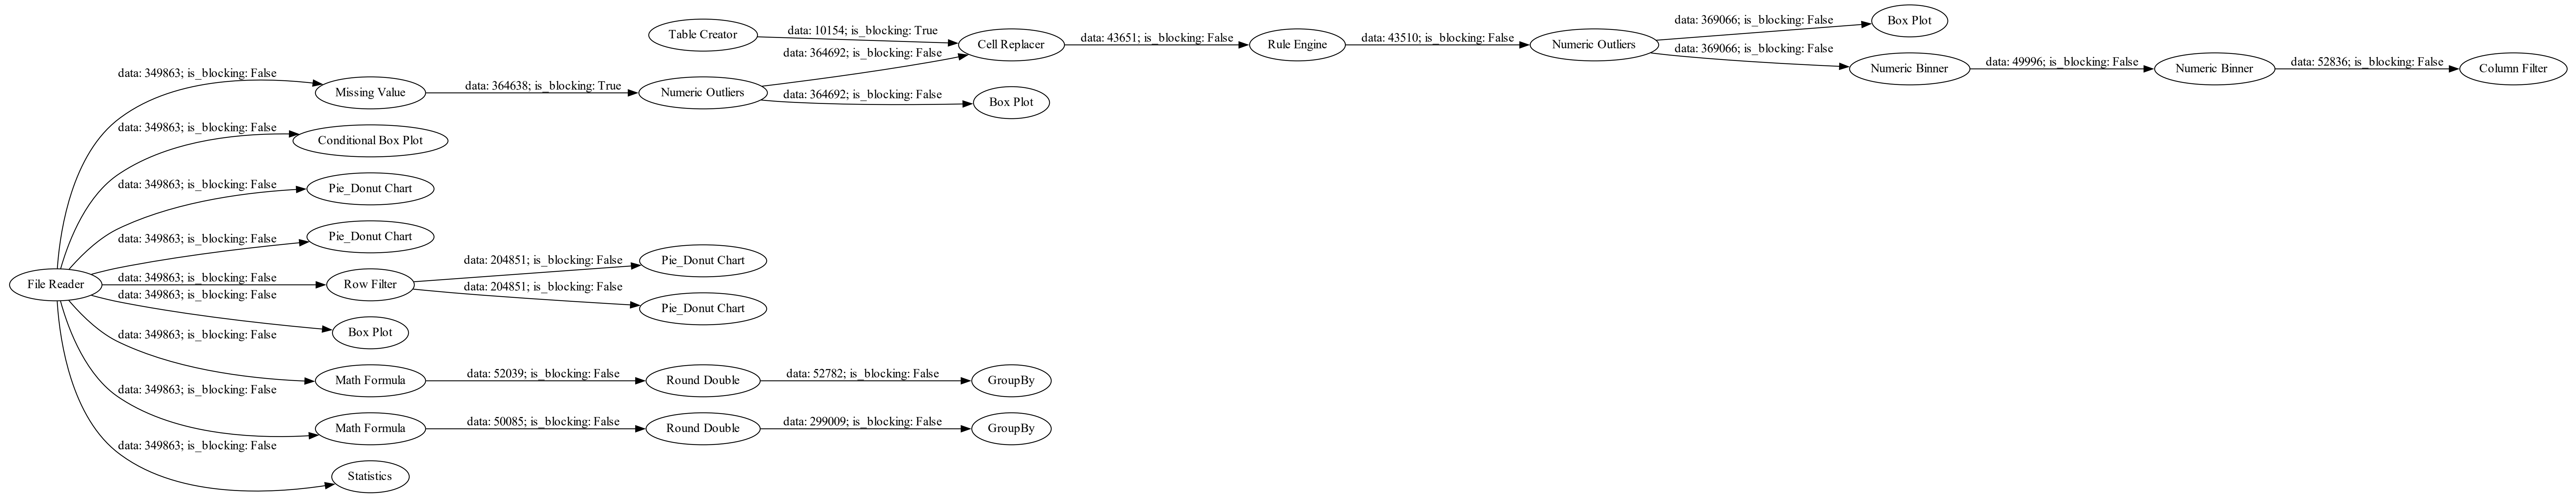 Table Creator
data: 10154; is_blocking: True
Cell Replacer
data: 43651; is_blocking: False
Rule Engine
data: 43510; is_blocking: False
Numeric Outliers
data: 369066; is_blocking: False
Box Plot
data: 369066; is_blocking: False
Numeric Binner
data: 49996; is_blocking: False
Numeric Binner
data: 52836; is_blocking: False
Column Filter
data: 349863; is_blocking: False
Missing Value
data: 364638; is_blocking: True
Numeric Outliers
data: 364692; is_blocking: False
data: 364692; is_blocking: False
Box Plot
data: 349863; is_blocking: False
Conditional Box Plot
data: 349863; is_blocking: False
Pie_Donut Chart
data: 349863; is_blocking: False
Pie_Donut Chart
File Reader
data: 349863; is_blocking: False
Row Filter
data: 204851; is_blocking: False
Pie_Donut Chart
data: 204851; is_blocking: False
Pie_Donut Chart
data: 349863; is_blocking: False
Box Plot
data: 349863; is_blocking: False
Math Formula
data: 52039; is_blocking: False
Round Double
data: 52782; is_blocking: False
GroupBy
data: 349863; is_blocking: False
Math Formula
data: 50085; is_blocking: False
Round Double
data: 299009; is_blocking: False
GroupBy
data: 349863; is_blocking: False
Statistics